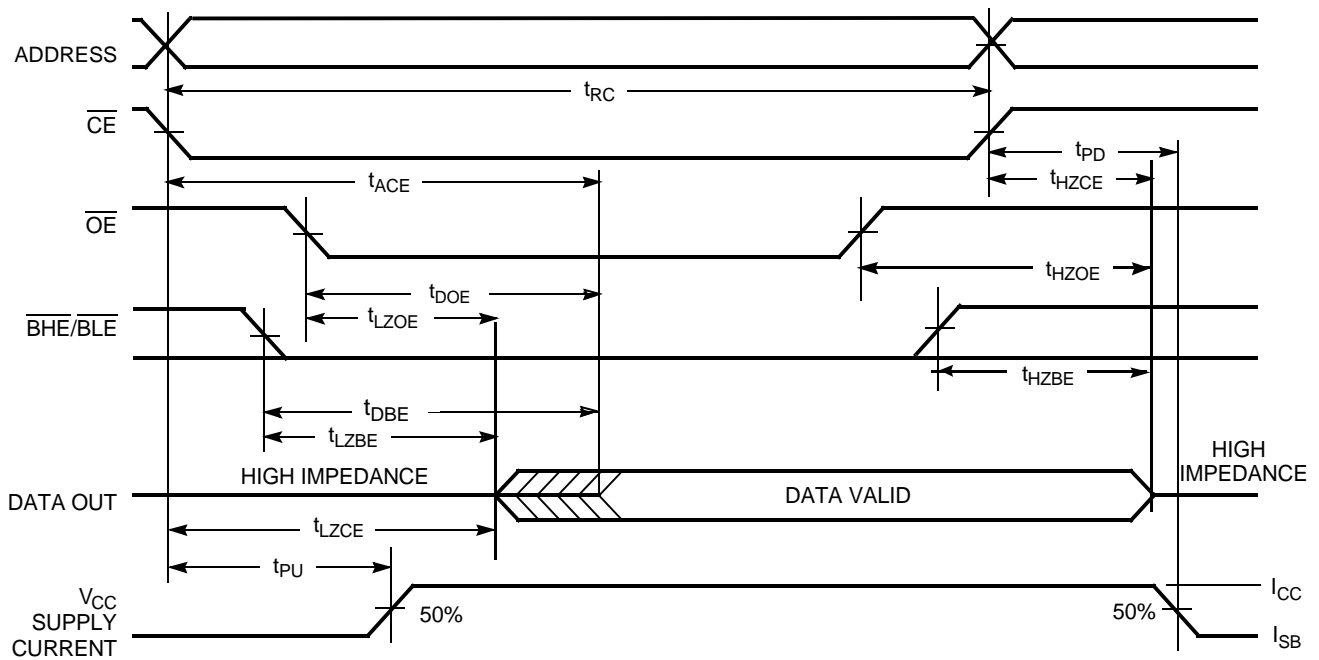 ADDRESS
tRC
CE
tPD
tACE
tHZCE
OE
tHZOE
tDOE
BHE/BLE
tLZOE
tHZBE
tDBE
tLZBE
HIGH IMPEDANCE
HIGH
IMPEDANCE
DATA OUT
DATA VALID
tLZCE
tPU
VCC
SUPPLY
CURRENT
50%
50%
ICC
ISB